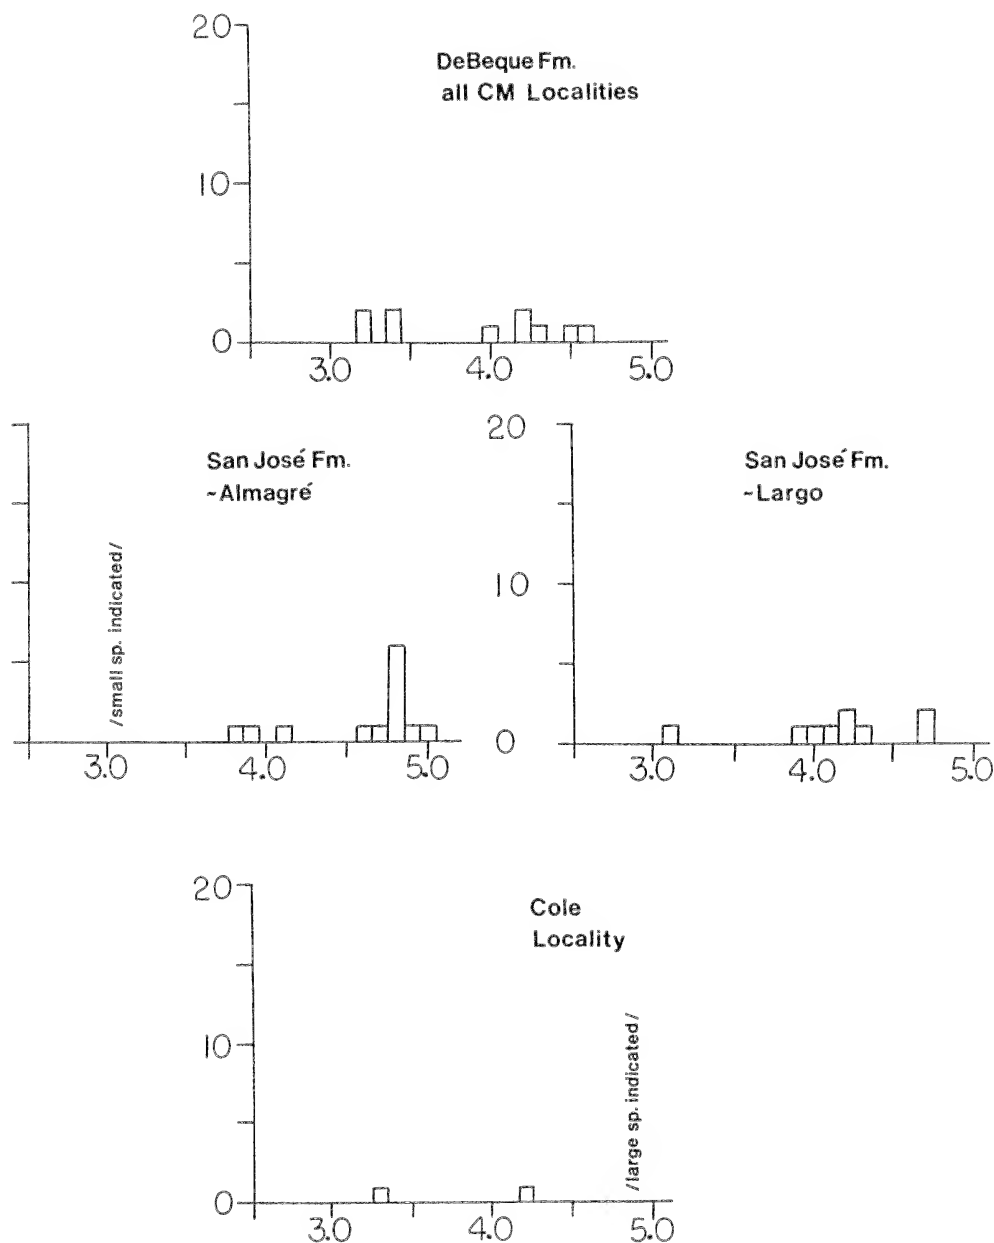 20
DeBeque Fm.
all CM Localities
10
0
3.0 4.0 5.0
San José Fm.
~Almagré
/small sp. indicated/
3.0 4.0 5.0
20
San José Fm.
~Largo
10
0
3.0 4.0 5.0
20
Cole
Locality
10
/large sp. indicated/
0
3.0 4.0 5.0